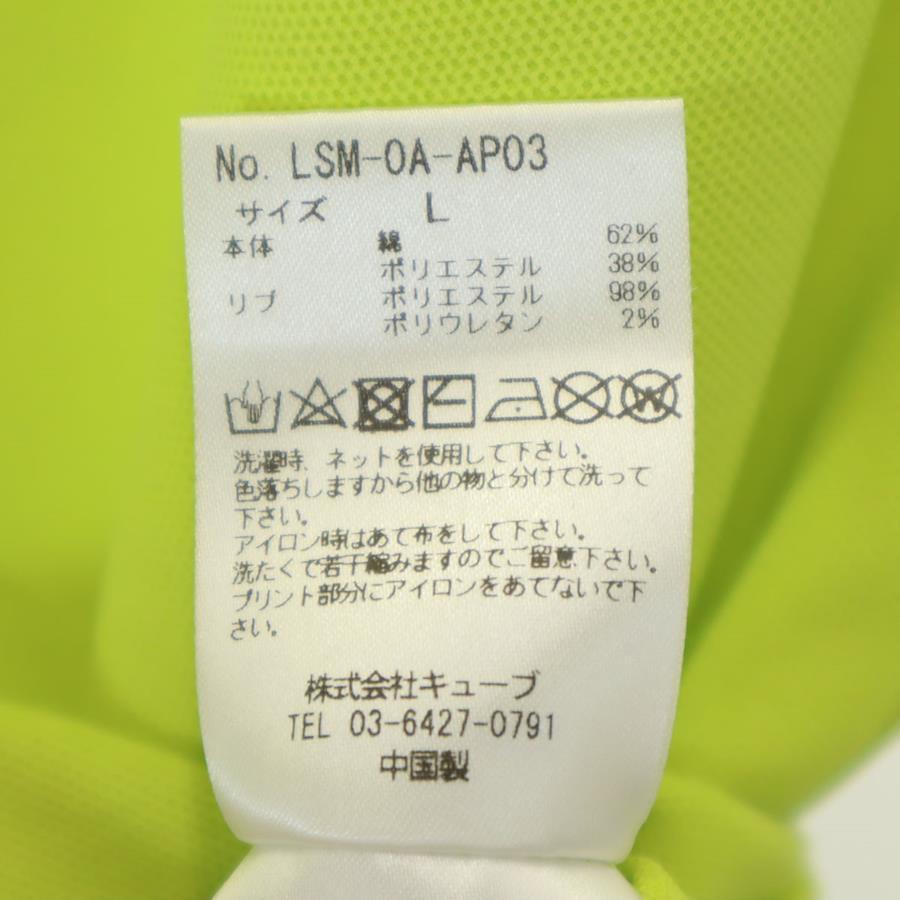 No. LSM-0A-AP03
サイズ L
本体 綿 62%
ポリエステル 38%
リブ ポリエステル 98%
ポリウレタン 2%
洗濯時、ネットを使用して下さい。
色落ちしますから他の物と分けて洗って
下さい。
アイロン時はあて布をして下さい。
洗たくで若干縮みますのでご留意下さい。
プリント部分にアイロンをあてないで下
さい。
株式会社キューブ
TEL 03-6427-0791
中国製